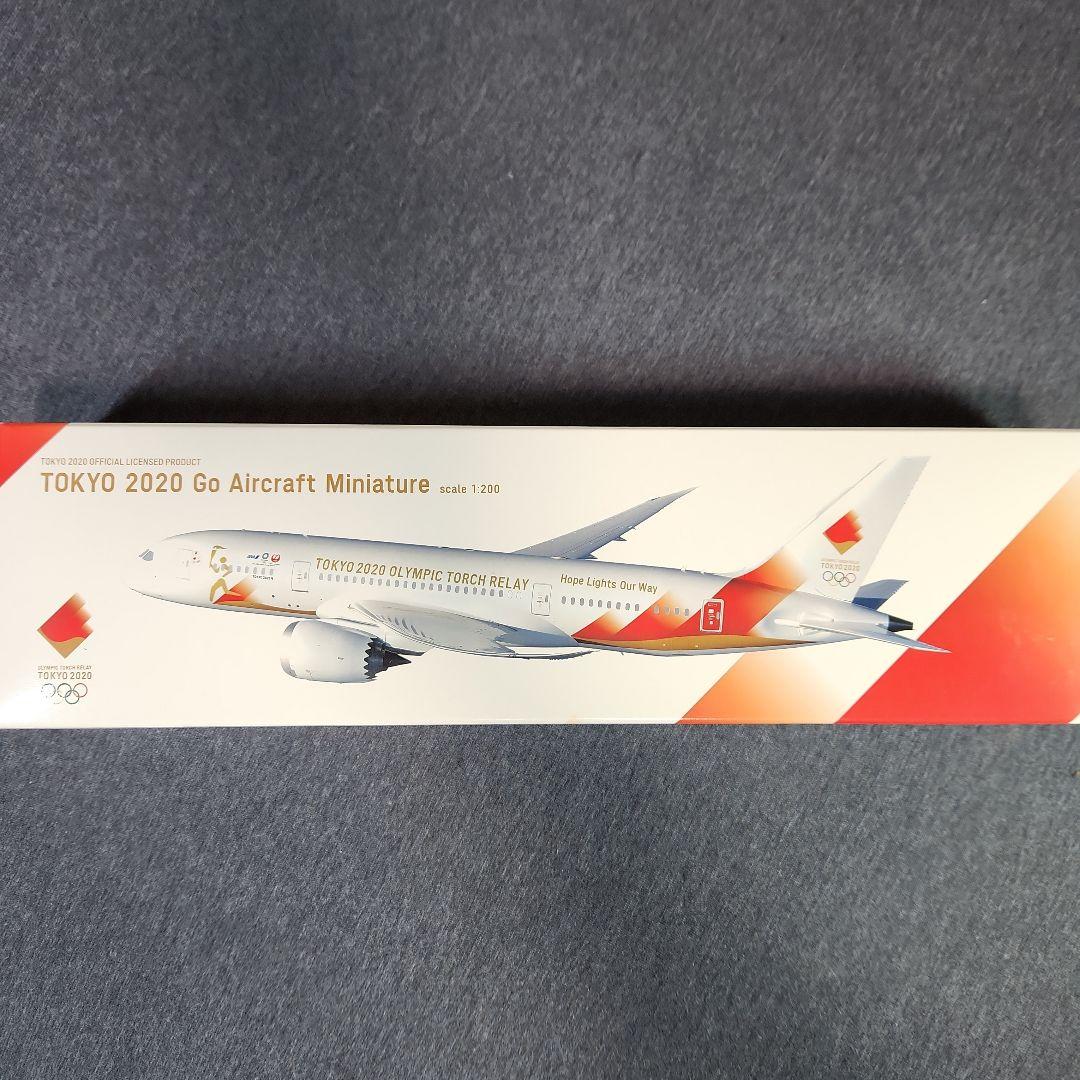 TOKYO 2020 OFFICIAL LICENSED PRODUCT
TOKYO 2020 Go Aircraft Miniature scale 1:200
ANA
TOKYO 2020 OLYMPIC TORCH RELAY
Hope Lights Our Way
TOKYO 2020
OLYMPIC TORCH RELAY
TOKYO 2020